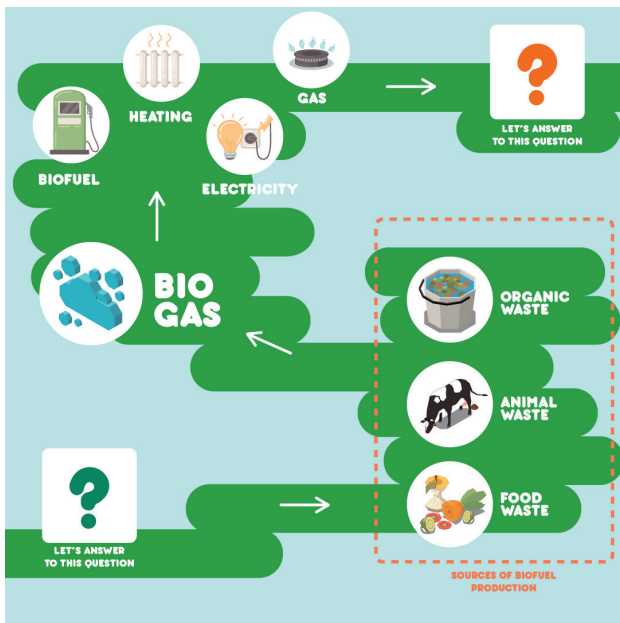 GAS
HEATING
LET'S ANSWER
TO THIS QUESTION
BIOFUEL
ELECTRICITY
BIO
GAS
ORGANIC
WASTE
ANIMAL
WASTE
FOOD
WASTE
LET'S ANSWER
TO THIS QUESTION
SOURCES OF BIOFUEL
PRODUCTION